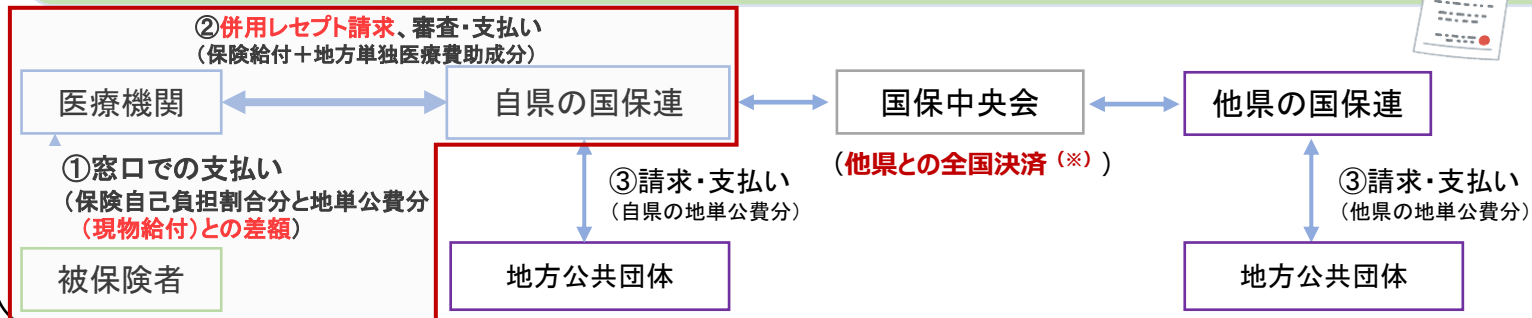 ②併用レセプト請求、審査・支払い
(保険給付+地方単独医療費助成分)
医療機関
自県の国保連
国保中央会
他県の国保連
(他県との全国決済(※))
①窓口での支払い
(保険自己負担割合分と地単公費分
(現物給付)との差額)
③請求・支払い
(自県の地単公費分)
③請求・支払い
(他県の地単公費分)
被保険者
地方公共団体
地方公共団体